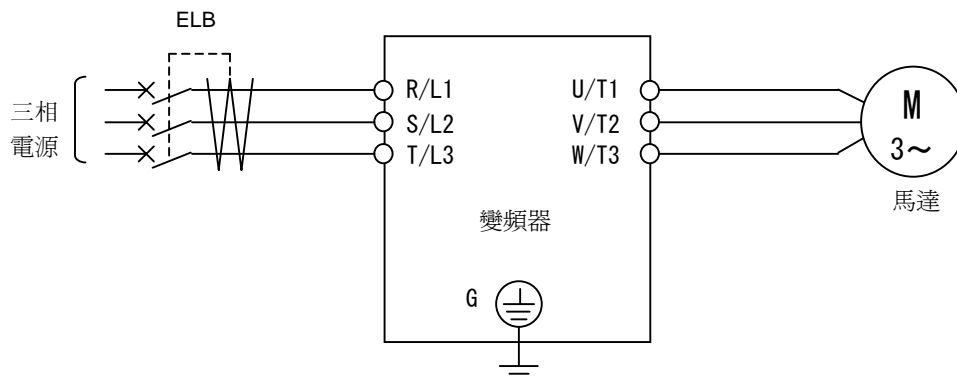 ELB
三相
電源
R/L1
S/L2
T/L3
U/T1
V/T2
W/T3
M
3～
馬達
變頻器
G